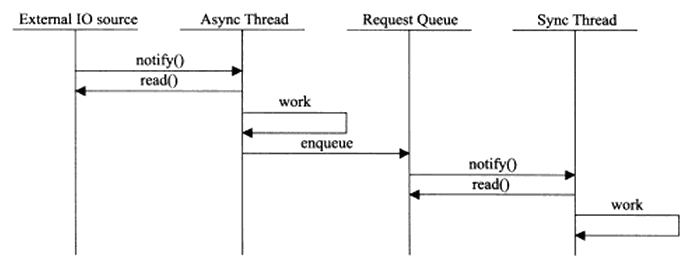 External IO source Async Thread Request Queue Sync Thread
notify()
read()
work
enqueue
notify()
read()
work